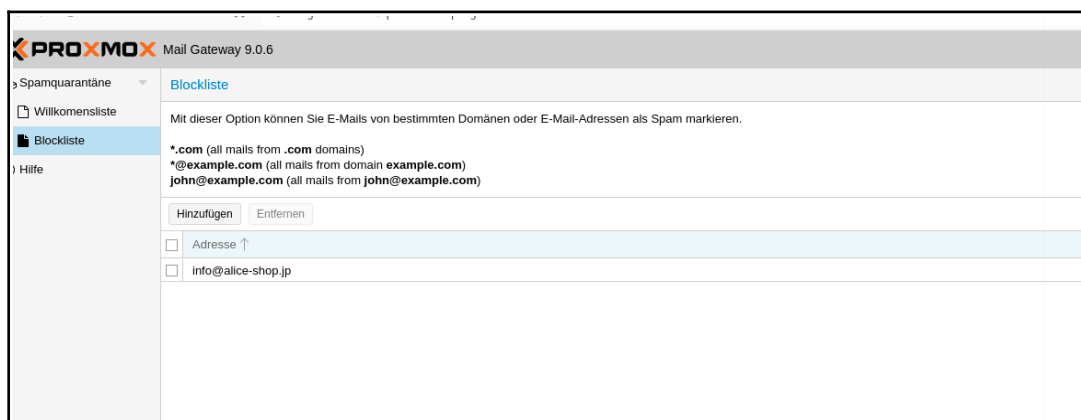 PROXMOX Mail Gateway 9.0.6
Spamquarantäne
Willkomensliste
Blockliste
Hilfe
Blockliste
Mit dieser Option können Sie E-Mails von bestimmten Domänen oder E-Mail-Adressen als Spam markieren.
*.com (all mails from .com domains)
*@example.com (all mails from domain example.com)
john@example.com (all mails from john@example.com)
Hinzufügen Entfernen
Adresse ↑
info@alice-shop.jp